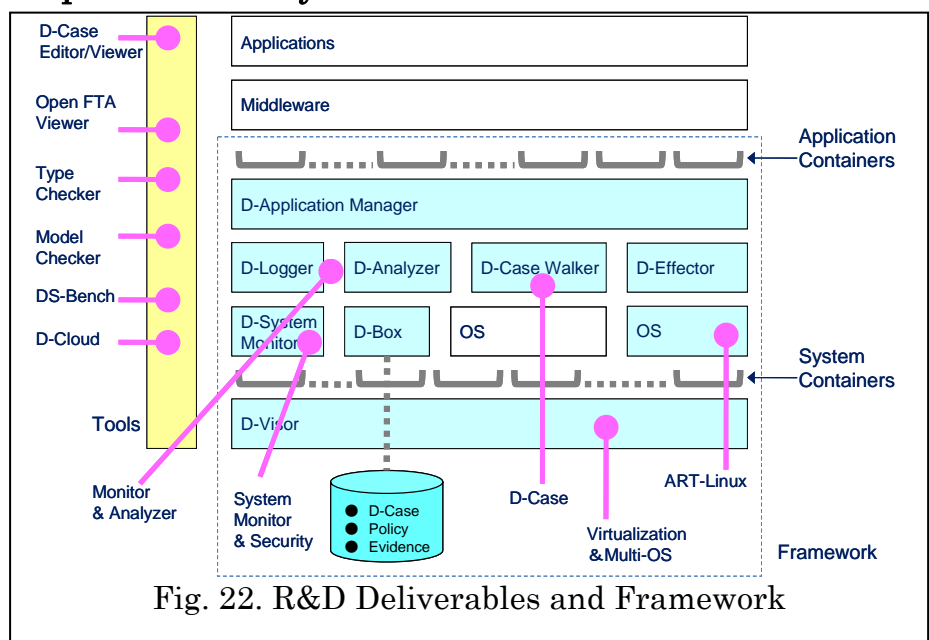 D-Case
Editor/Viewer
Open FTA
Viewer
Type
Checker
Model
Checker
DS-Bench
D-Cloud
Tools
Applications
Middleware
Application
Containers
D-Application Manager
D-Logger
D-Analyzer
D-Case Walker
D-Effector
D-System
Monitor
D-Box
OS
OS
System
Containers
D-Visor
Monitor
& Analyzer
System
Monitor
& Security
D-Case
Policy
Evidence
D-Case
Virtualization
&Multi-OS
ART-Linux
Framework
Fig. 22. R&D Deliverables and Framework